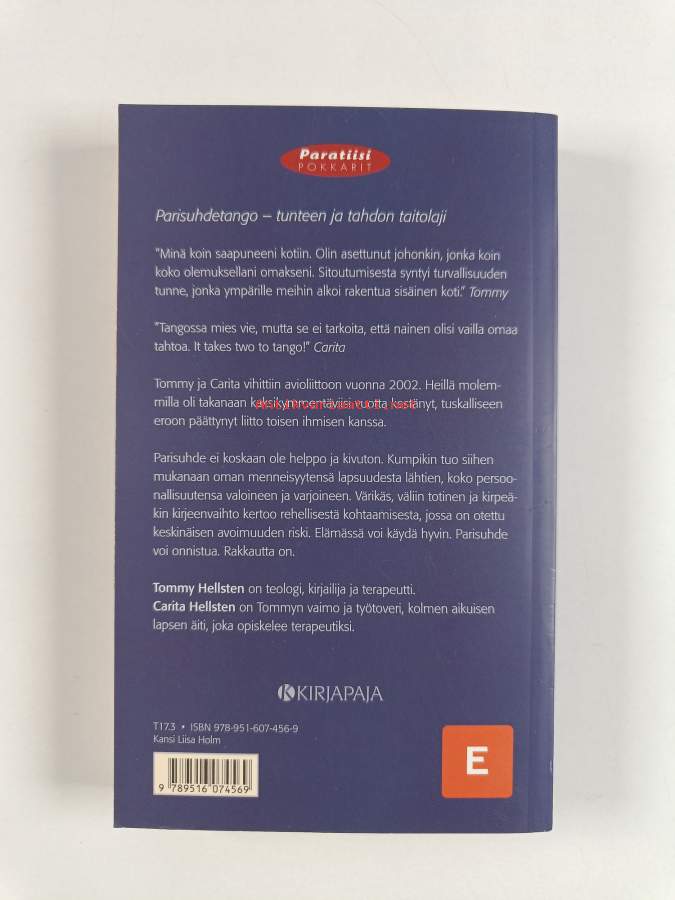 Paratiisi
POKKARIT
Parisuhdetango – tunteen ja tahdon taitolaji
"Minä koin saapuneeni kotiin. Olin asettunut johonkin, jonka koin
koko olemuksellani omakseni. Sitoutumisesta syntyi turvallisuuden
tunne, jonka ympärille meihin alkoi rakentua sisäinen koti." Tommy
"Tangossa mies vie, mutta se ei tarkoita, että nainen olisi vailla omaa
tahtoa. It takes two to tango!" Carita
Tommy ja Carita vihittiin avioliittoon vuonna 2002. Heillä molem-
milla oli takanaan kaksikymmentäviisi vuotta kestänyt, tuskalliseen
eroon päättynyt liitto toisen ihmisen kanssa.
Parisuhde ei koskaan ole helppo ja kivuton. Kumpikin tuo siihen
mukanaan oman menneisyytensä lapsuudesta lähtien, koko persoo-
nallisuutensa valoineen ja varjoineen. Värikäs, väliin totinen ja kirpeä-
kin kirjeenvaihto kertoo rehellisestä kohtaamisesta, jossa on otettu
keskinäisen avoimuuden riski. Elämässä voi käydä hyvin. Parisuhde
voi onnistua. Rakkautta on.
Tommy Hellsten on teologi, kirjailija ja terapeutti.
Carita Hellsten on Tommyn vaimo ja työtoveri, kolmen aikuisen
lapsen äiti, joka opiskelee terapeutiksi.
KIRJAPAJA
T17.3 • ISBN 978-951-607-456-9
Kansi Liisa Holm
E
9 789516 074569